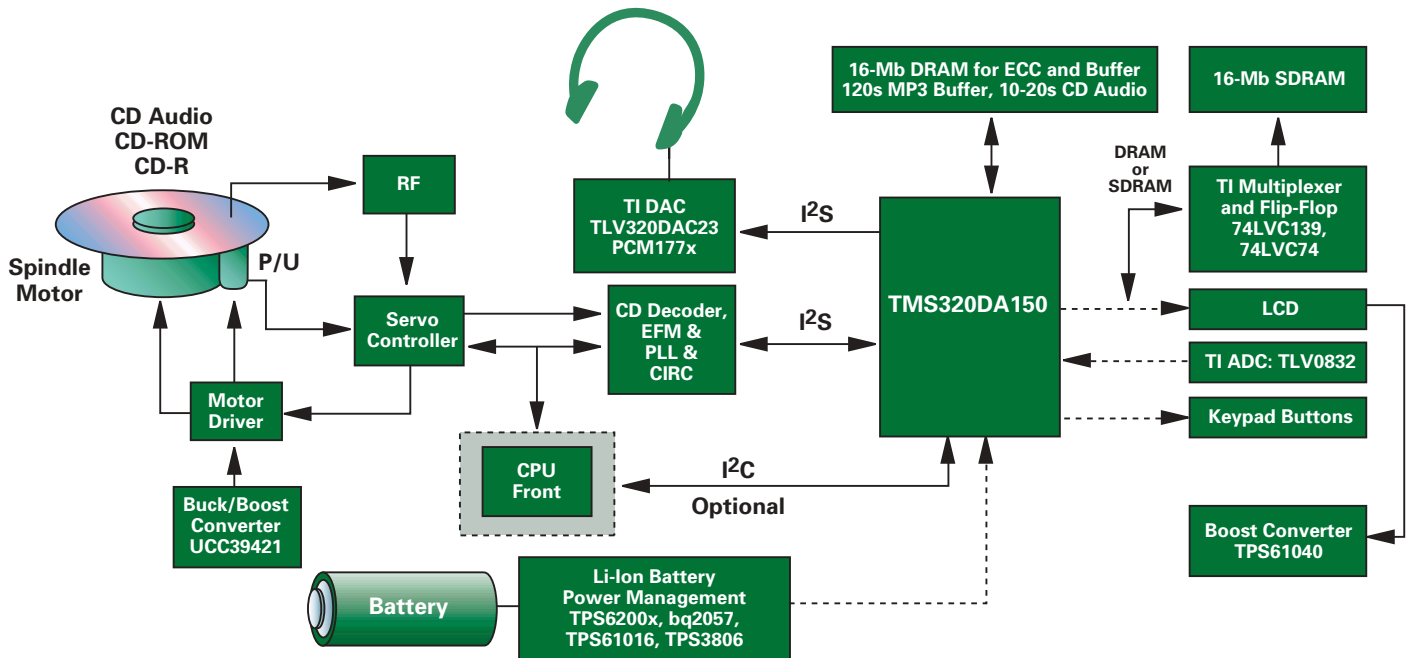 16-Mb DRAM for ECC and Buffer
120s MP3 Buffer, 10-20s CD Audio
16-Mb SDRAM
CD Audio
CD-ROM
CD-R
RF
DRAM
or
SDRAM
TI DAC
TLV320DAC23
PCM177x
I2S
TI Multiplexer
and Flip-Flop
74LVC139,
74LVC74
Spindle
Motor
P/U
Servo
Controller
CD Decoder,
EFM &
PLL &
CIRC
I2S
TMS320DA150
LCD
TI ADC: TLV0832
Keypad Buttons
Motor
Driver
CPU
Front
I2C
Optional
Buck/Boost
Converter
UCC39421
Boost Converter
TPS61040
Battery
Li-Ion Battery
Power Management
TPS6200x, bq2057,
TPS61016, TPS3806